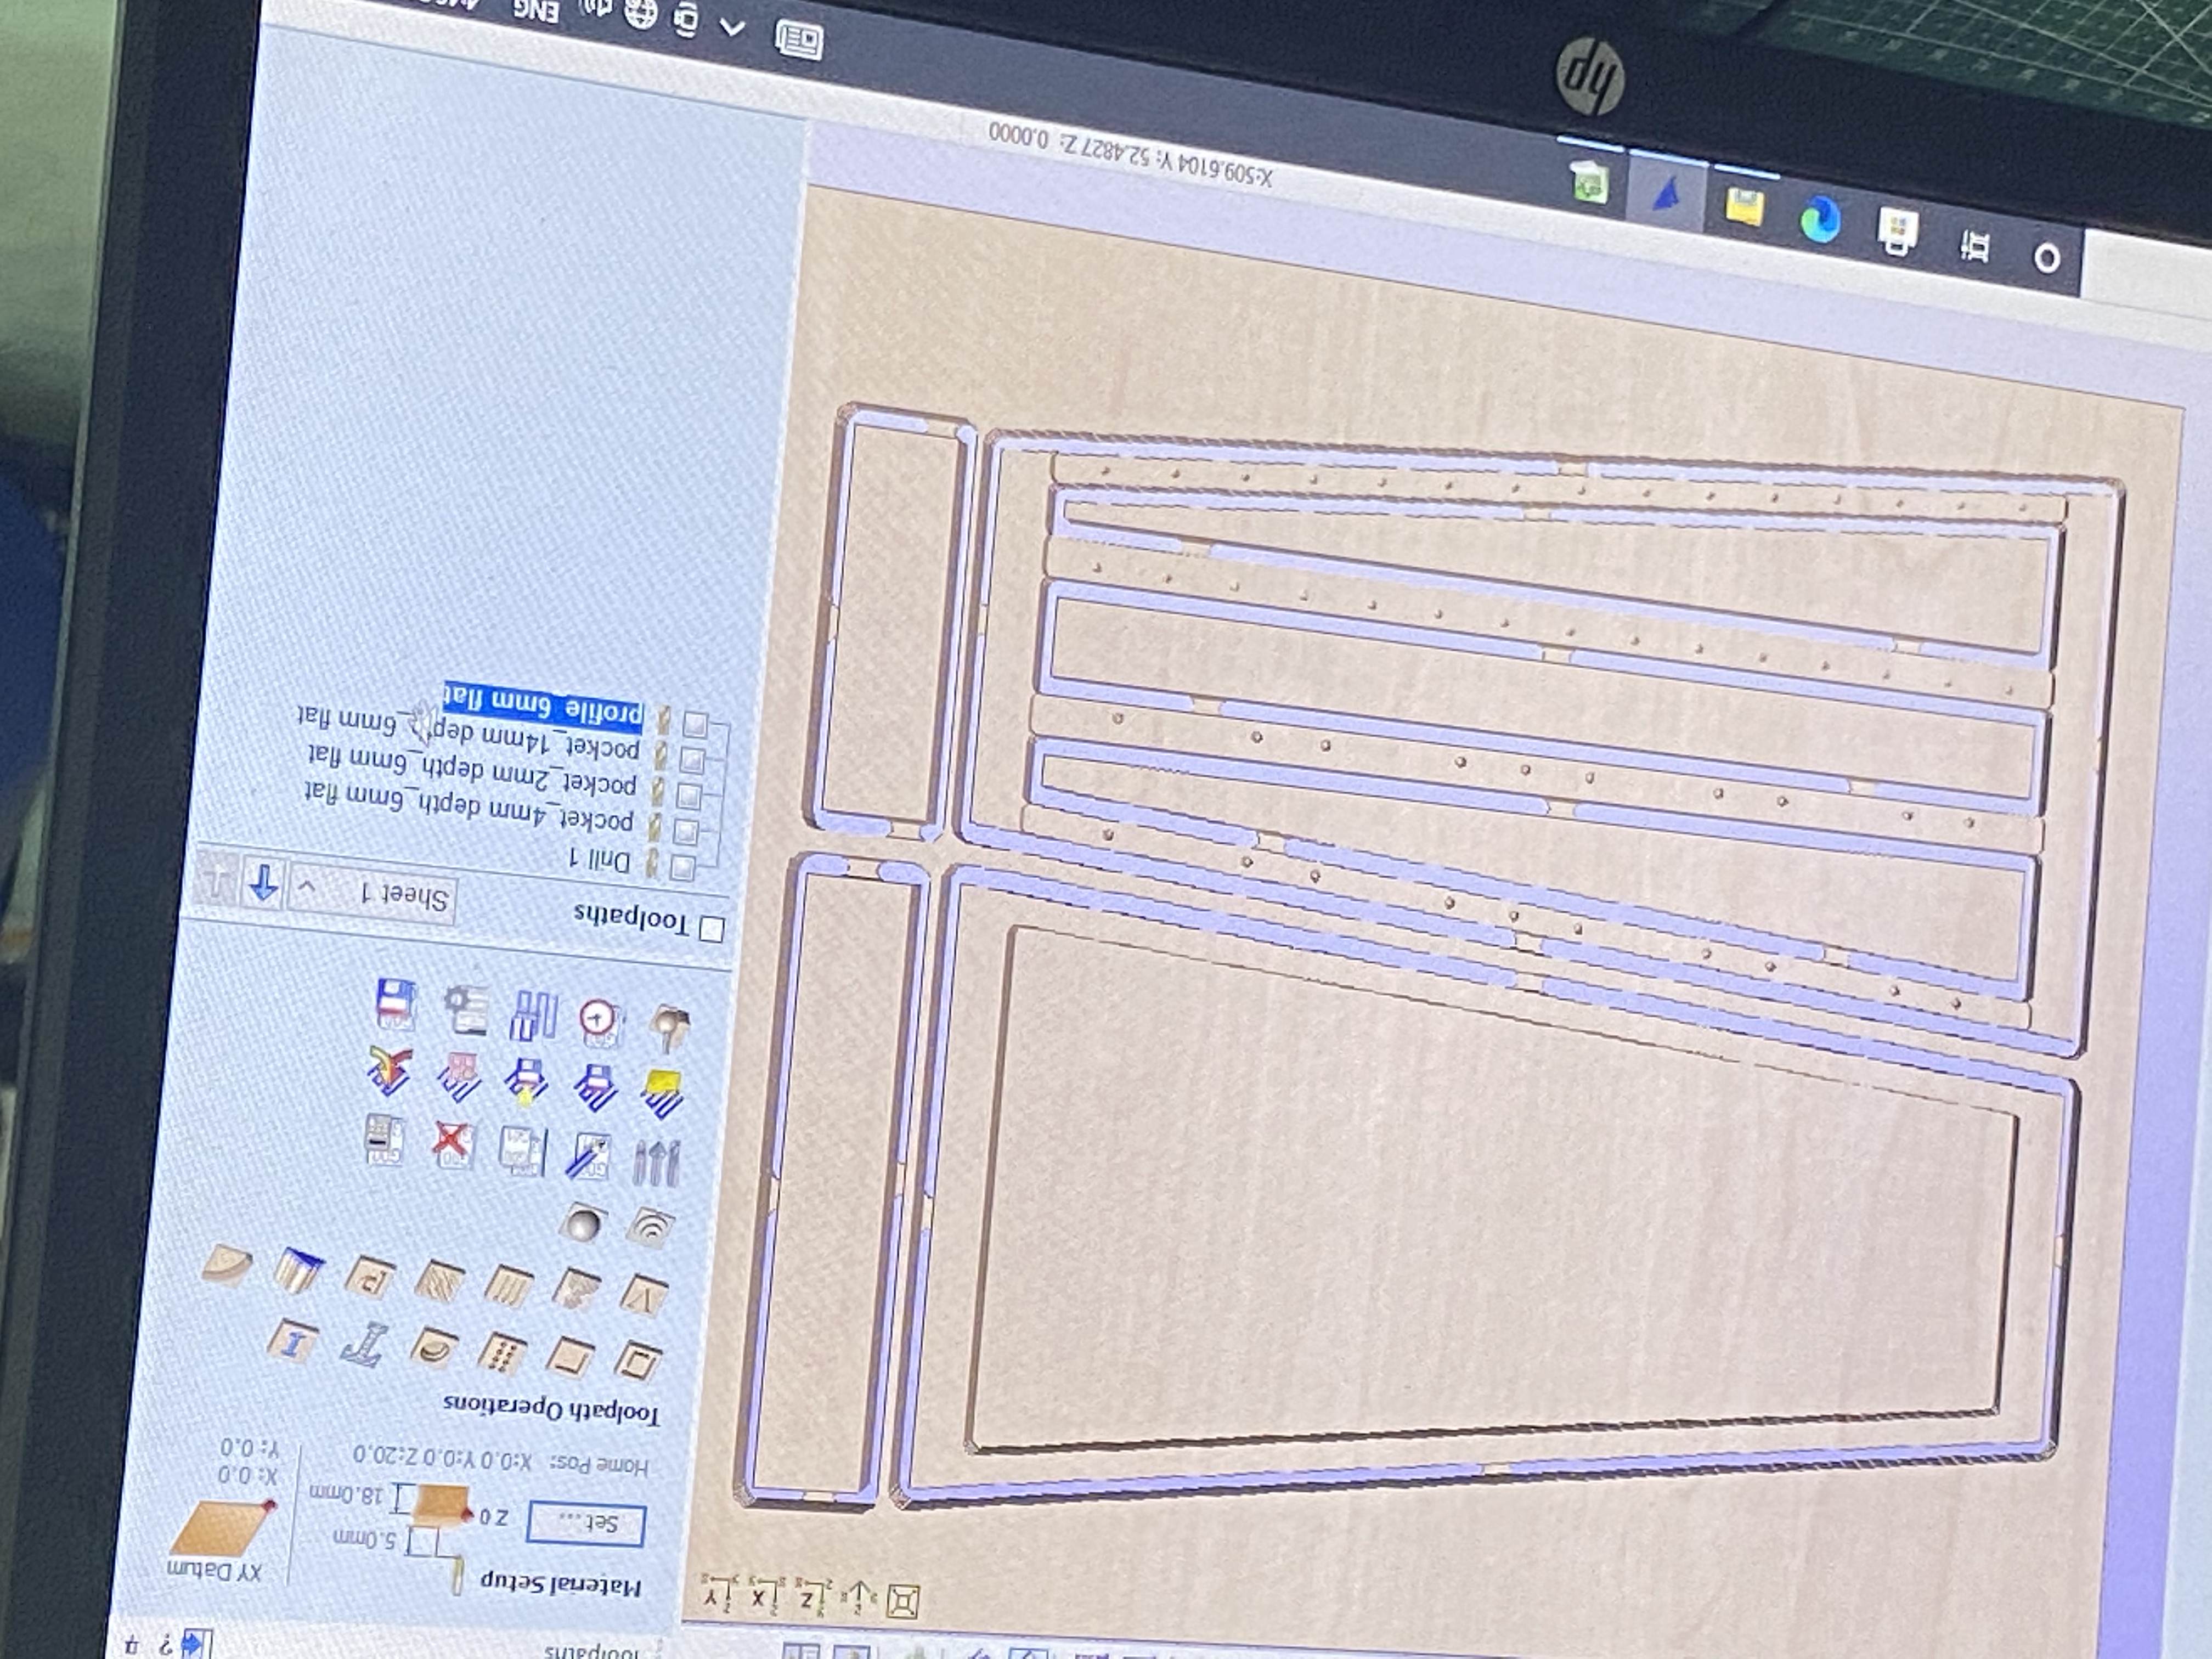 Toolpaths
?
Z
X
Y
Material Setup
XY Datum
Set ...
Z 0
5.0mm
18.0mm
X: 0.0
Y: 0.0
Home Pos: X:0.0 Y:0.0 Z:20.0
Toolpath Operations
Toolpaths
Sheet 1
Drill 1
pocket_4mm depth_6mm flat
pocket_2mm depth_6mm flat
pocket_14mm depth_6mm flat
profile_6mm flat
X:509.6104 Y: 52.4827 Z: 0.0000
hp
ENG